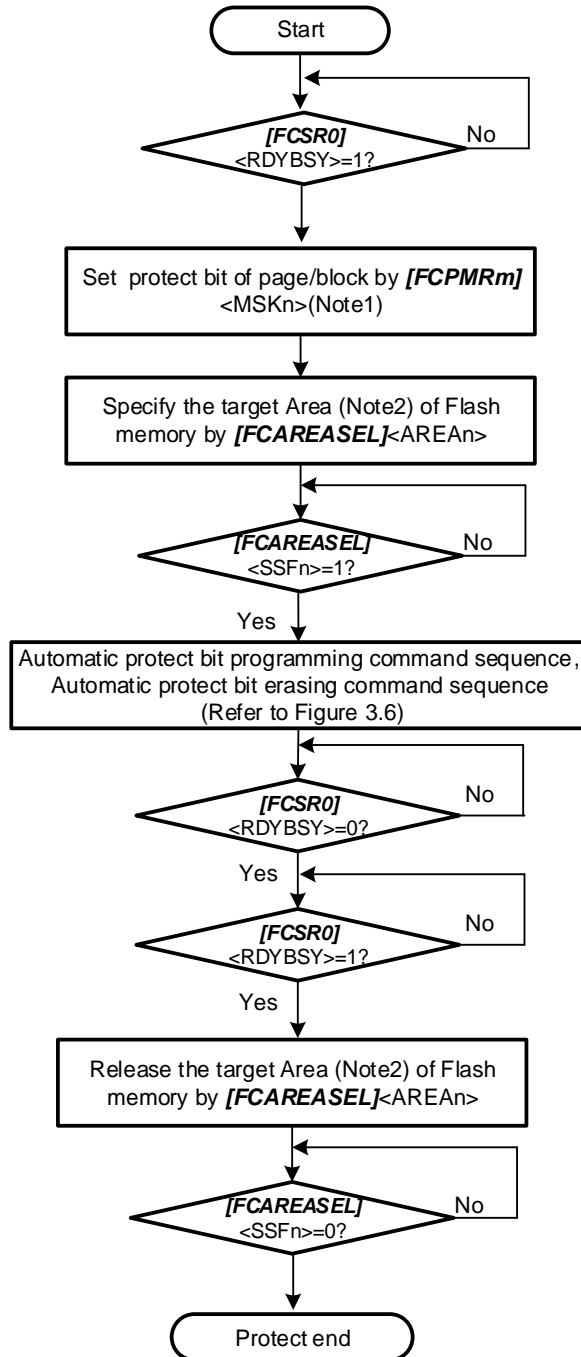 Start
[FCSR0]
<RDYBSY>=1?
No
Set protect bit of page/block by [FCPMRm]
<MSKn>(Note1)
Specify the target Area (Note2) of Flash
memory by [FCAREASEL]<AREAn>
[FCAREASEL]
<SSFn>=1?
No
Yes
Automatic protect bit programming command sequence,
Automatic protect bit erasing command sequence
(Refer to Figure 3.6)
[FCSR0]
<RDYBSY>=0?
No
Yes
[FCSR0]
<RDYBSY>=1?
No
Yes
Release the target Area (Note2) of Flash
memory by [FCAREASEL]<AREAn>
[FCAREASEL]
<SSFn>=0?
No
Protect end